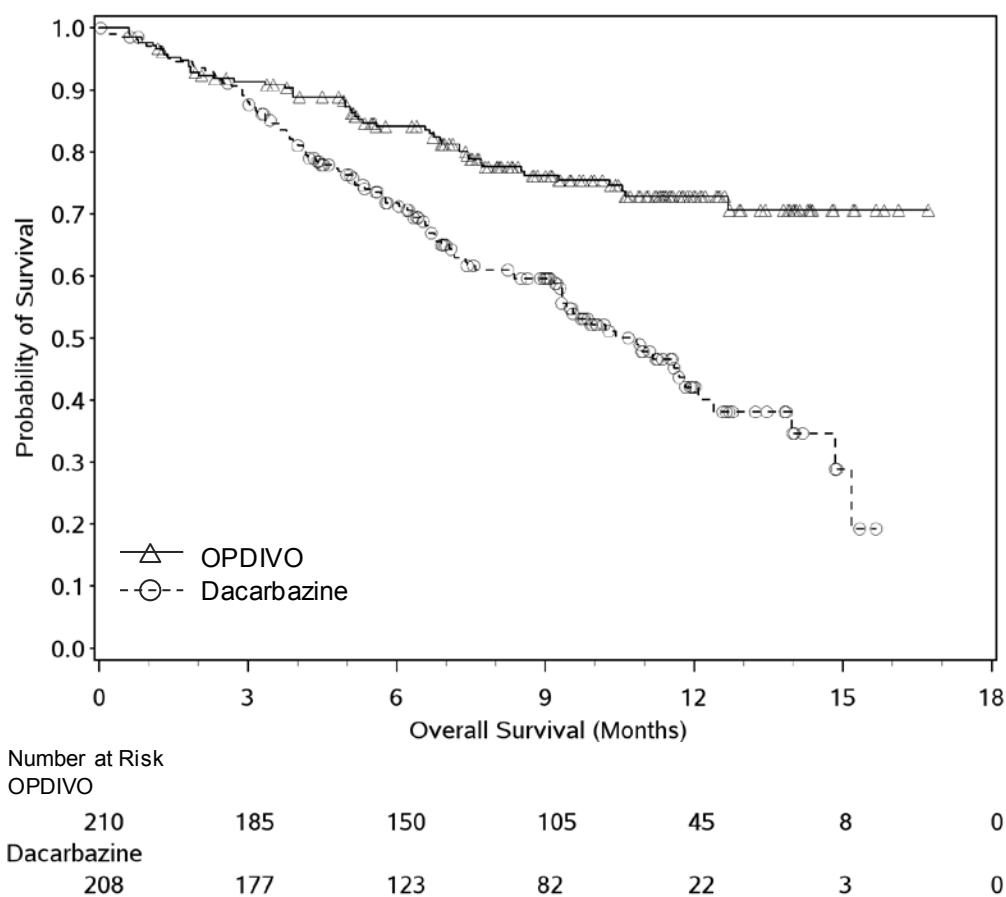 1.0
0.9
0.8
0.7
0.6
0.5
0.4
0.3
0.2
0.1
0.0
Probability of Survival
OPDIVO
Dacarbazine
0 3 6 9 12 15 18
Overall Survival (Months)
Number at Risk
OPDIVO
210 185 150 105 45 8 0
Dacarbazine
208 177 123 82 22 3 0